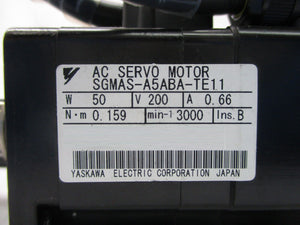 AC SERVO MOTOR
SGMAS-A5ABA-TE11
W 50 V 200 A 0.66
N·m 0.159 min-1 3000 Ins. B
YASKAWA ELECTRIC CORPORATION JAPAN